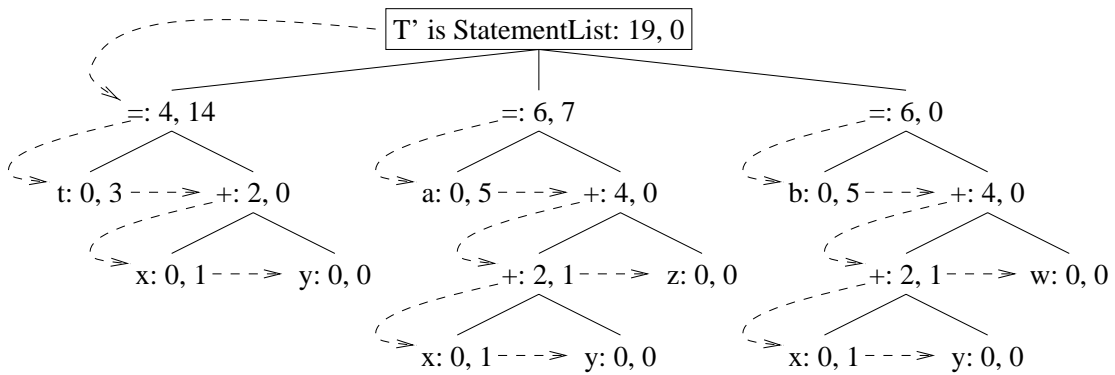 T’ is StatementList: 19, 0
=: 4, 14
=: 6, 7
=: 6, 0
t: 0, 3
+: 2, 0
a: 0, 5
+: 4, 0
b: 0, 5
+: 4, 0
x: 0, 1
y: 0, 0
+: 2, 1
z: 0, 0
+: 2, 1
w: 0, 0
x: 0, 1
y: 0, 0
x: 0, 1
y: 0, 0